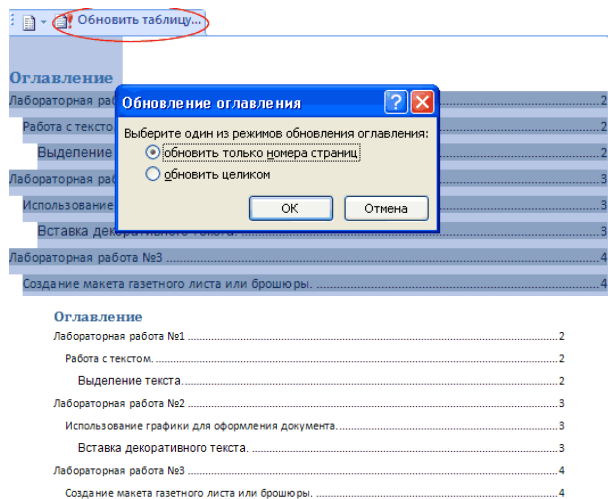 Обновить таблицу...
Оглавление
Лабораторная раб
2
Обновление оглавления
Работа с тексто
2
Выберите один из режимов обновления оглавления:
Выделение
2
обновить только номера страниц
Лабораторная раб
3
обновить целиком
Использование
3
ОК Отмена
Вставка декоративного текста.
3
Лабораторная работа №3 ........ 4
Создание макета газетного листа или брошюры. ........ 4
Оглавление
Лабораторная работа №1 ........ 2
Работа с текстом. ........ 2
Выделение текста. ........ 2
Лабораторная работа №2 ........ 3
Использование графики для оформления документа. ........ 3
Вставка декоративного текста. ........ 3
Лабораторная работа №3 ........ 4
Создание макета газетного листа или брошюры. ........ 4